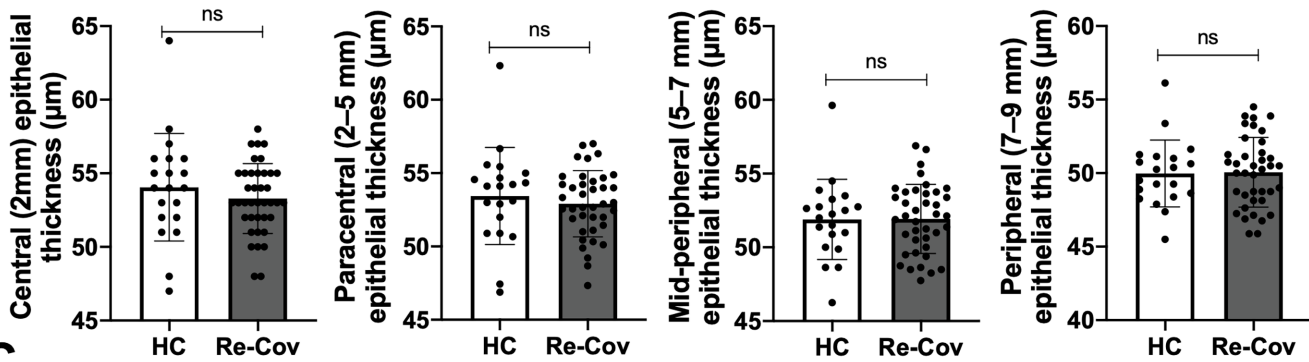 Central (2mm) epithelial
thickness (µm)
65
60
55
50
45
ns
HC
Re-Cov
Paracentral (2–5 mm)
epithelial thickness (µm)
65
60
55
50
45
ns
HC
Re-Cov
Mid-peripheral (5–7 mm)
epithelial thickness (µm)
65
60
55
50
45
ns
HC
Re-Cov
Peripheral (7–9 mm)
epithelial thickness (µm)
60
55
50
45
40
ns
HC
Re-Cov